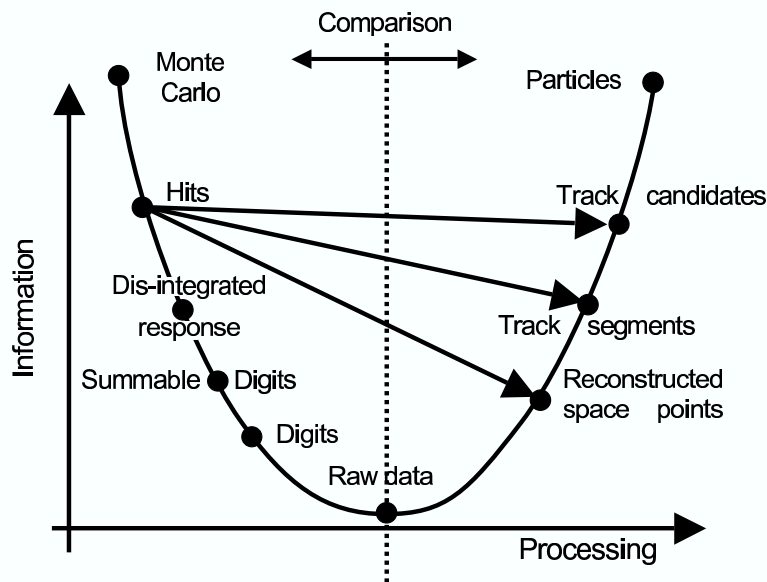 Comparison
Monte
Carlo
Particles
Hits
Track candidates
Dis-integrated
response
Track segments
Summable Digits
Reconstructed
space points
Digits
Raw data
Information
Processing